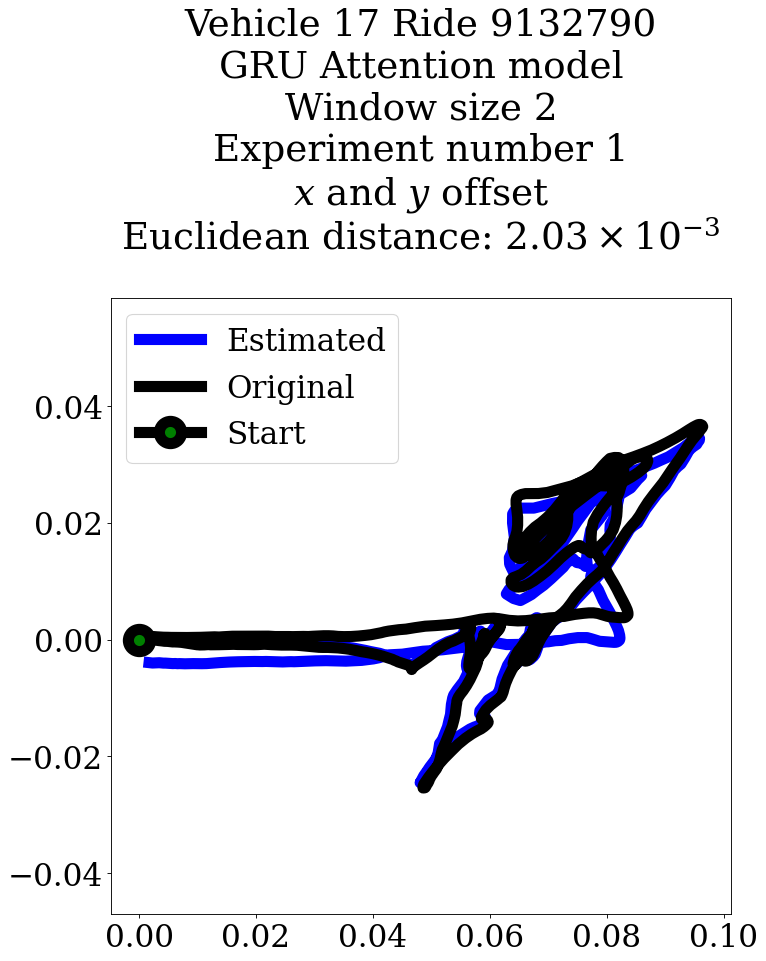 Vehicle 17 Ride 9132790
GRU Attention model
Window size 2
Experiment number 1
x and y offset
Euclidean distance: 2.03 × 10⁻³
Estimated
Original
Start
0.04
0.02
0.00
−0.02
−0.04
0.00 0.02 0.04 0.06 0.08 0.10